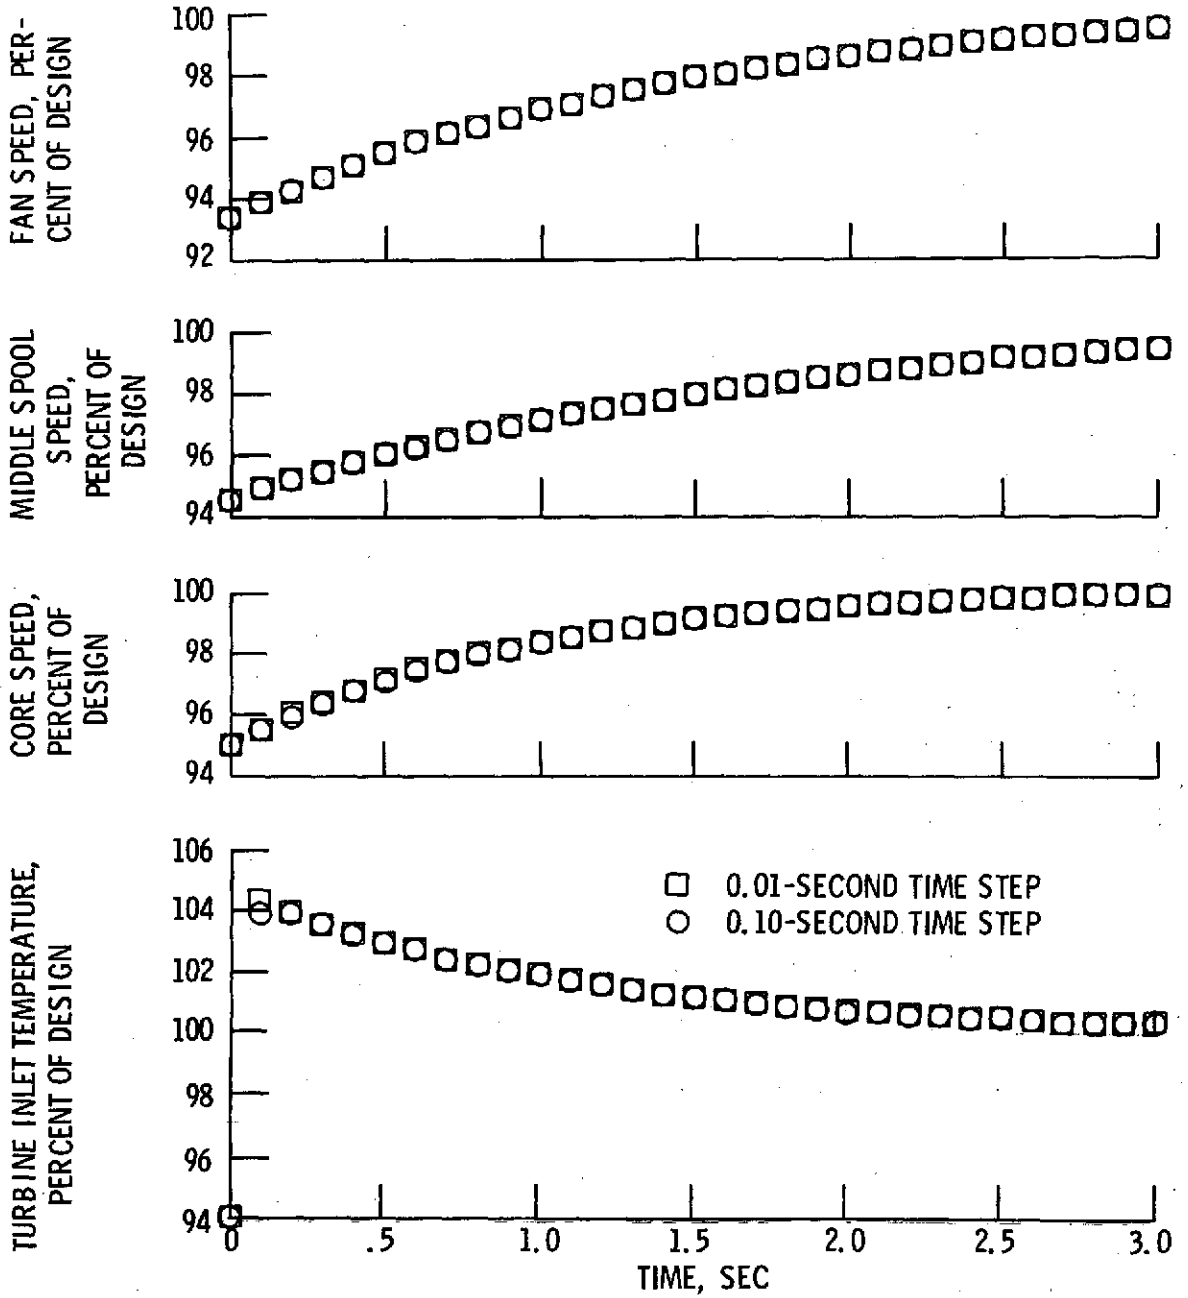 FAN SPEED, PER-
CENT OF DESIGN
100
98
96
94
92
MIDDLE SPOOL
SPEED,
PERCENT OF
DESIGN
100
98
96
94
CORE SPEED,
PERCENT OF
DESIGN
100
98
96
94
TURBINE INLET TEMPERATURE,
PERCENT OF DESIGN
106
104
102
100
98
96
94
0.01-SECOND TIME STEP
0.10-SECOND TIME STEP
0 .5 1.0 1.5 2.0 2.5 3.0
TIME, SEC